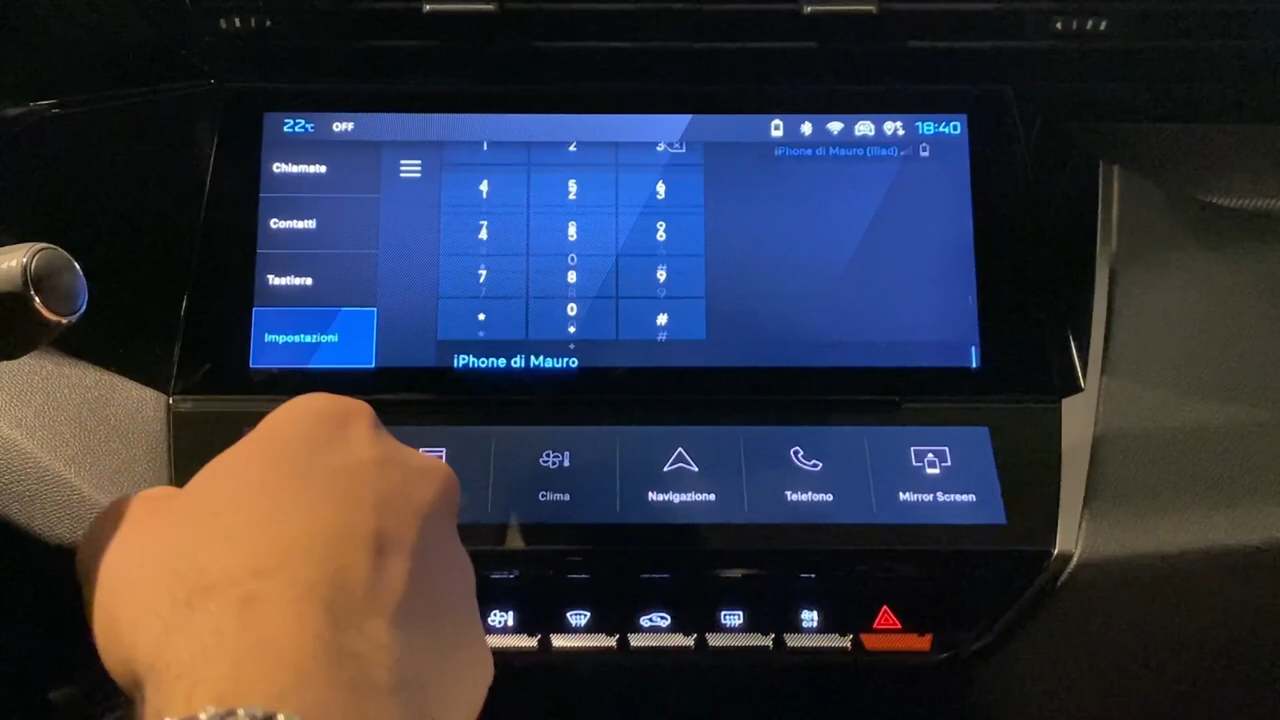 22°C OFF 18:40
iPhone di Mauro (Iliad)
Chiamate
Contatti
Tastiera
Impostazioni
1 2 3
4 5 6
7 8 9
* 0 #
+
iPhone di Mauro
Clima
Navigazione
Telefono
Mirror Screen
OFF